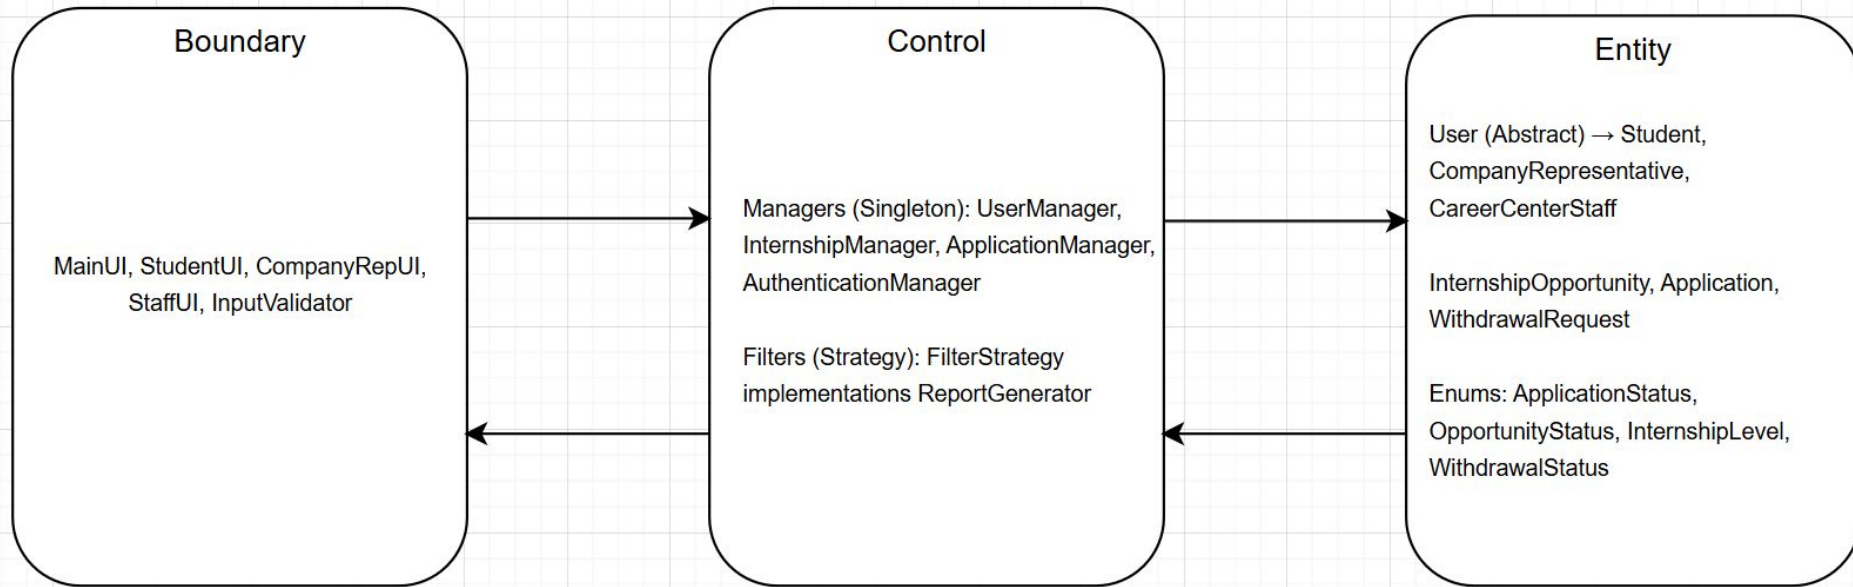 Boundary
MainUI, StudentUI, CompanyRepUI,
StaffUI, InputValidator
Control
Managers (Singleton): UserManager,
InternshipManager, ApplicationManager,
AuthenticationManager
Filters (Strategy): FilterStrategy
implementations ReportGenerator
Entity
User (Abstract) → Student,
CompanyRepresentative,
CareerCenterStaff
InternshipOpportunity, Application,
WithdrawalRequest
Enums: ApplicationStatus,
OpportunityStatus, InternshipLevel,
WithdrawalStatus